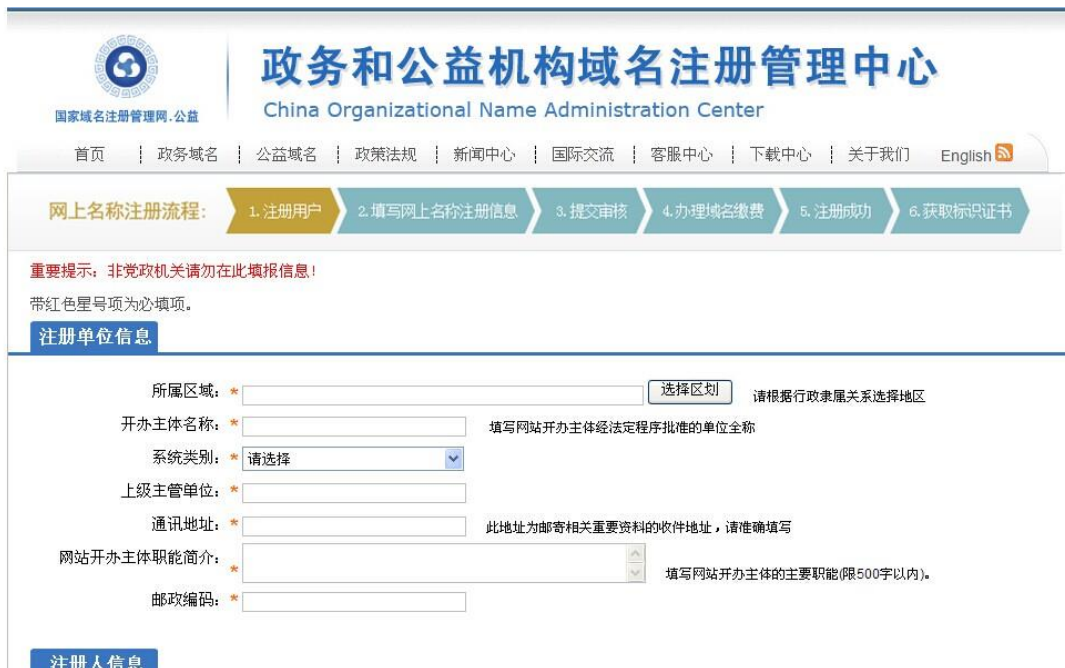 政务和公益机构域名注册管理中心
China Organizational Name Administration Center
国家域名注册管理网.公益
首页 政务域名 公益域名 政策法规 新闻中心 国际交流 客服中心 下载中心 关于我们 English
网上名称注册流程: 1.注册用户 2.填写网上名称注册信息 3.提交审核 4.办理域名缴费 5.注册成功 6.获取标识证书
重要提示：非党政机关请勿在此填报信息！
带红色星号项为必填项。
注册单位信息
所属区域：* 选择区划 请根据行政隶属关系选择地区
开办主体名称：* 填写网站开办主体经法定程序批准的单位全称
系统类别：* 请选择
上级主管单位：*
通讯地址：* 此地址为邮寄相关重要资料的收件地址，请准确填写
网站开办主体职能简介：* 填写网站开办主体的主要职能(限500字以内)。
邮政编码：*
注册人信息